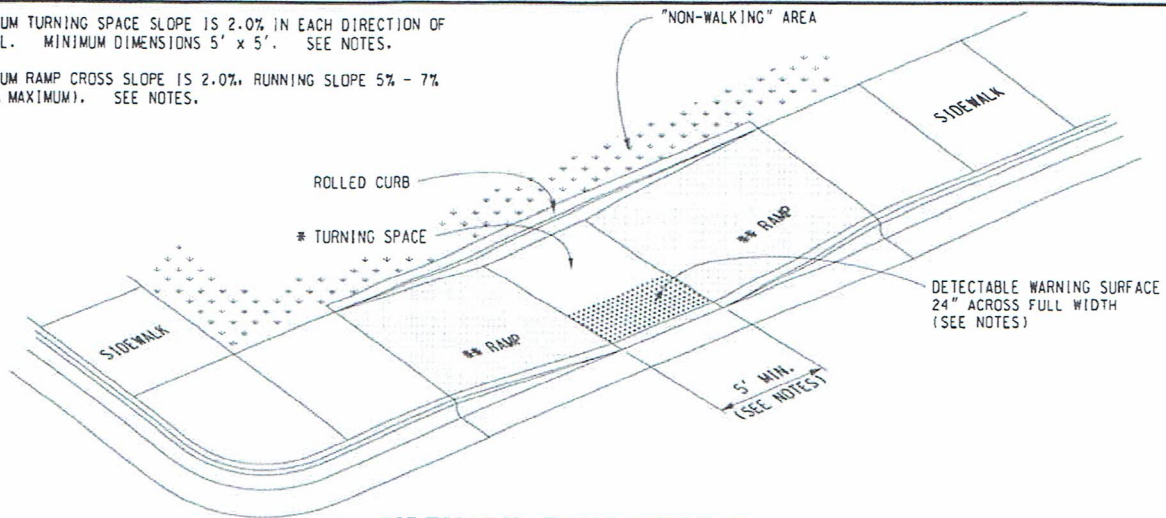 UM TURNING SPACE SLOPE IS 2.0% IN EACH DIRECTION OF
L. MINIMUM DIMENSIONS 5' x 5'. SEE NOTES.
UM RAMP CROSS SLOPE IS 2.0%, RUNNING SLOPE 5% - 7%
MAXIMUM). SEE NOTES.
"NON-WALKING" AREA
SIDEWALK
ROLLED CURB
* TURNING SPACE
** RAMP
DETECTABLE WARNING SURFACE
24" ACROSS FULL WIDTH
(SEE NOTES)
SIDEWALK
** RAMP
5' MIN.
(SEE NOTES)